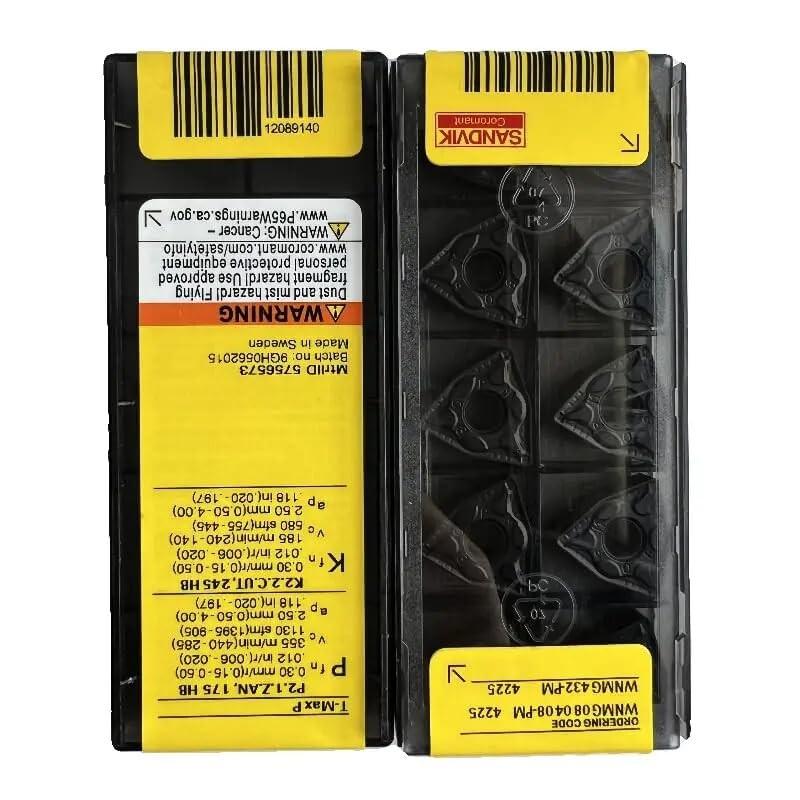 12089140
T-Max P
P2.1.Z.AN, 175 HB
P fn 0.30 mm/r(0.15-0.50)
.012 in/r(.006-.020)
vc 355 m/min(440-285)
1130 sfm(1395-905)
ap 2.50 mm(0.50-4.00)
.118 in(.020-.197)
K2.2.C.UT, 245 HB
K fn 0.30 mm/r(0.15-0.50)
.012 in/r(.006-.020)
vc 185 m/min(240-140)
580 sfm(755-445)
ap 2.50 mm(0.50-4.00)
.118 in(.020-.197)
MtrlID 5756573
Batch no: 9GH0562015
Made in Sweden
WARNING
Dust and mist hazard! Flying
fragment hazard! Use approved
personal protective equipment
www.coromant.com/safetyinfo
WARNING: Cancer –
www.P65Warnings.ca.gov
ORDERING CODE
WNMG 08 04 08-PM 4225
WNMG 432-PM 4225
07
PC
07
PC
SANDVIK
Coromant